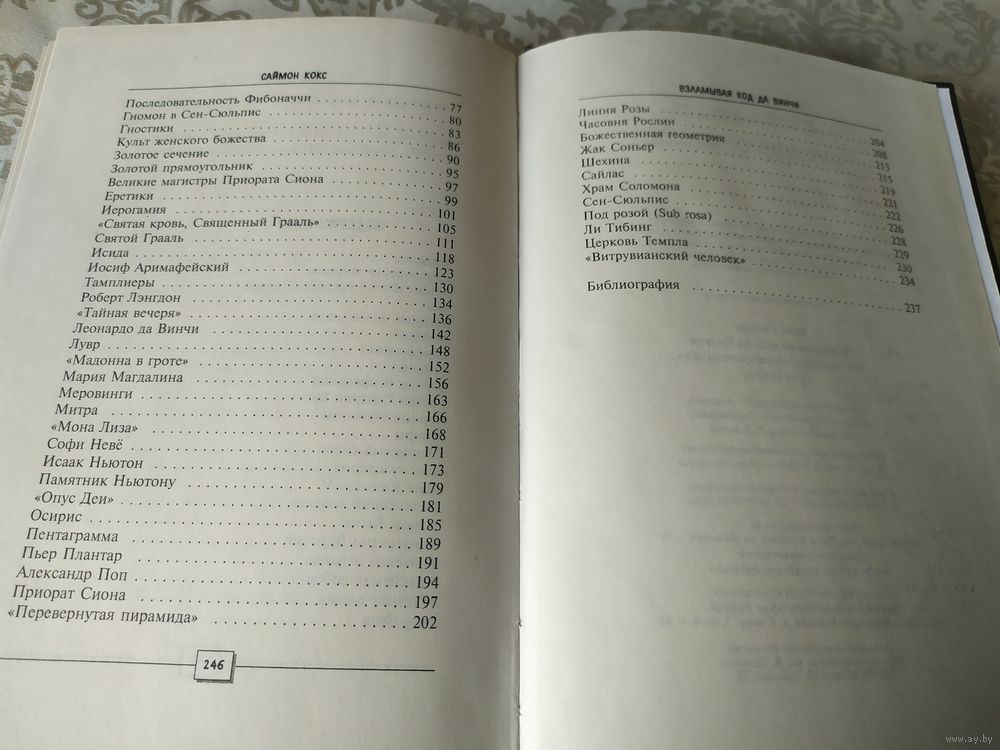 САЙМОН КОКС
Последовательность Фибоначчи 77
Гномон в Сен-Сюльпис 80
Гностики 83
Культ женского божества 86
Золотое сечение 90
Золотой прямоугольник 95
Великие магистры Приората Сиона 97
Еретики 99
Иерогамия 101
«Святая кровь, Священный Грааль» 105
Святой Грааль 111
Исида 118
Иосиф Аримафейский 123
Тамплиеры 130
Роберт Лэнгдон 134
«Тайная вечеря» 136
Леонардо да Винчи 142
Лувр 148
«Мадонна в гроте» 152
Мария Магдалина 156
Меровинги 163
Митра 166
«Мона Лиза» 168
Софи Невё 171
Исаак Ньютон 173
Памятник Ньютону 179
«Опус Деи» 181
Осирис 185
Пентаграмма 189
Пьер Плантар 191
Александр Поп 194
Приорат Сиона 197
«Перевернутая пирамида» 202
246
ВЗЛАМЫВАЯ КОД ДА ВИНЧИ
Линия Розы 204
Часовня Рослин 208
Божественная геометрия 213
Жак Соньер 215
Шехина 219
Сайлас 221
Храм Соломона 222
Сен-Сюльпис 226
Под розой (Sub rosa) 228
Ли Тибинг 229
Церковь Темпла 230
«Витрувианский человек» 234
Библиография 237
www.ay.by